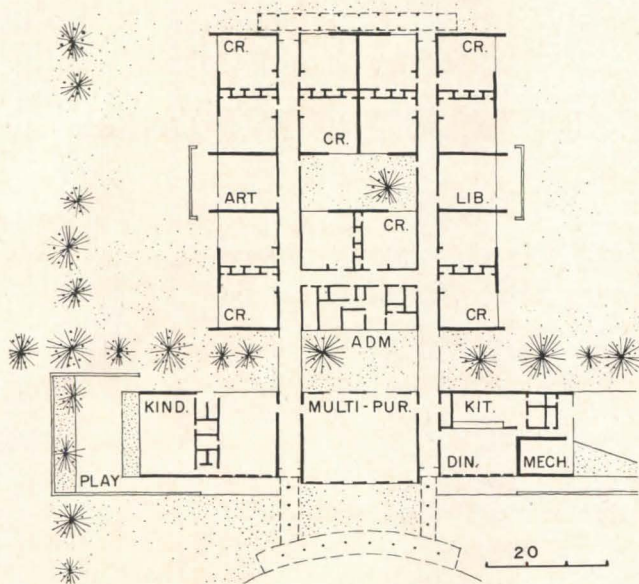 CR. CR.
CR.
ART LIB.
CR.
CR. CR.
ADM.
KIND. MULTI-PUR. KIT.
DIN. MECH.
PLAY
20